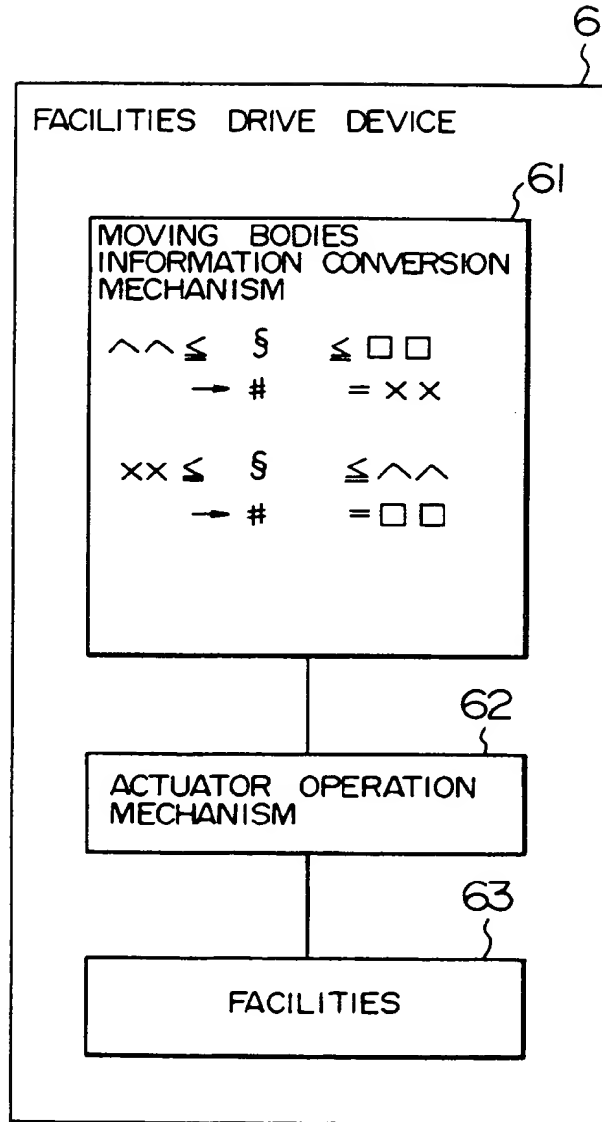 6
FACILITIES DRIVE DEVICE
61
MOVING BODIES
INFORMATION CONVERSION
MECHANISM
^^ ≦ § ≦ □□
→ # = ××
×× ≦ § ≦ ^^
→ # = □□
62
ACTUATOR OPERATION
MECHANISM
63
FACILITIES